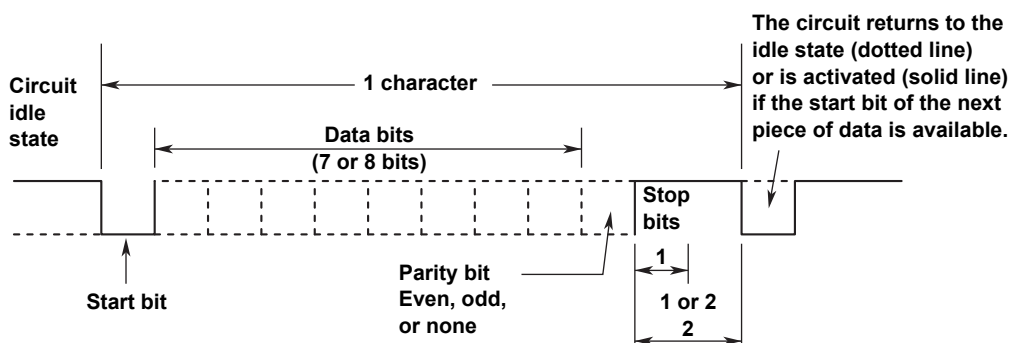 The circuit returns to the
idle state (dotted line)
or is activated (solid line)
if the start bit of the next
piece of data is available.
Circuit
idle
state
1 character
Data bits
(7 or 8 bits)
Stop
bits
1
1 or 2
2
Start bit
Parity bit
Even, odd,
or none